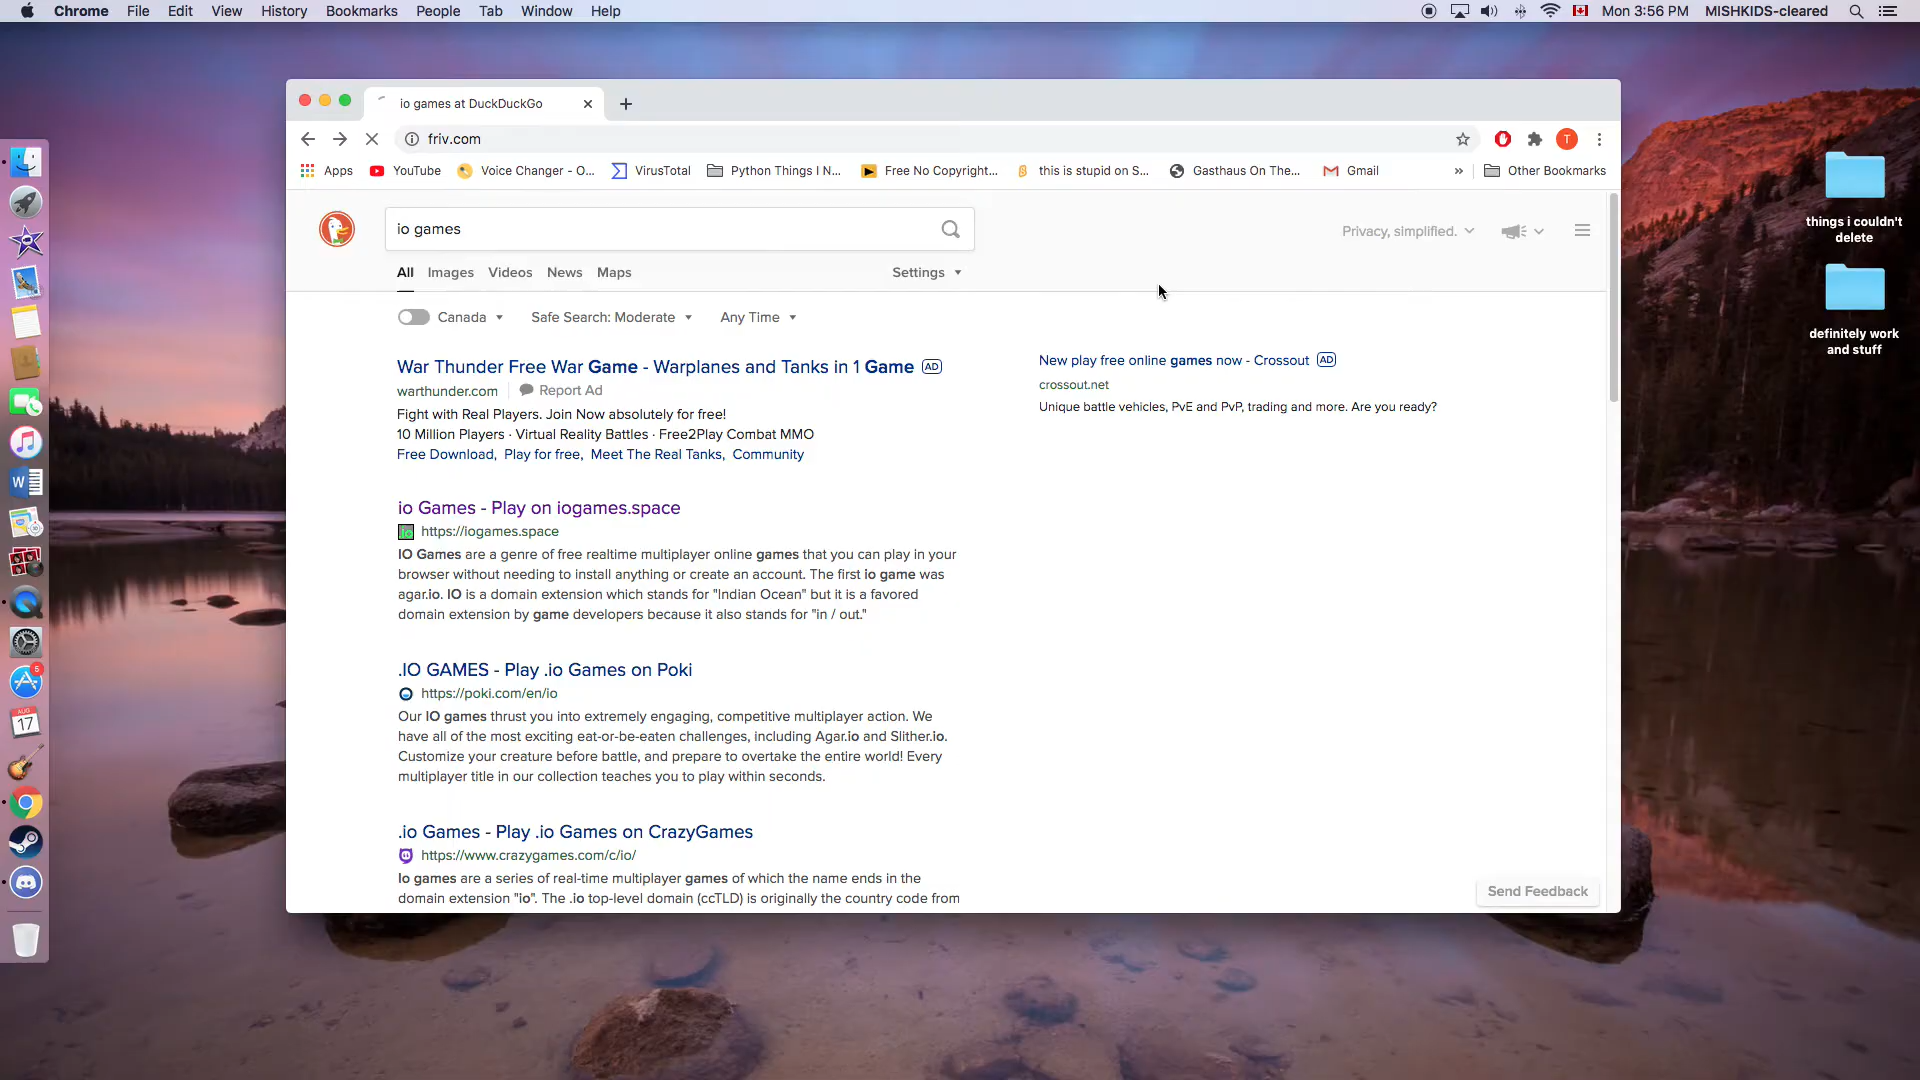 Chrome File Edit View History Bookmarks People Tab Window Help
Mon 3:56 PM MISHKIDS-cleared
io games at DuckDuckGo
friv.com
T
Apps YouTube Voice Changer - O... VirusTotal Python Things I N... Free No Copyright... this is stupid on S... Gasthaus On The... Gmail » Other Bookmarks
io games
Privacy, simplified.
All Images Videos News Maps Settings
Canada Safe Search: Moderate Any Time
War Thunder Free War Game - Warplanes and Tanks in 1 Game AD
warthunder.com Report Ad
Fight with Real Players. Join Now absolutely for free!
10 Million Players · Virtual Reality Battles · Free2Play Combat MMO
Free Download, Play for free, Meet The Real Tanks, Community
New play free online games now - Crossout AD
crossout.net
Unique battle vehicles, PvE and PvP, trading and more. Are you ready?
io Games - Play on iogames.space
https://iogames.space
IO Games are a genre of free realtime multiplayer online games that you can play in your
browser without needing to install anything or create an account. The first io game was
agar.io. IO is a domain extension which stands for "Indian Ocean" but it is a favored
domain extension by game developers because it also stands for "in / out."
.IO GAMES - Play .io Games on Poki
https://poki.com/en/io
Our IO games thrust you into extremely engaging, competitive multiplayer action. We
have all of the most exciting eat-or-be-eaten challenges, including Agar.io and Slither.io.
Customize your creature before battle, and prepare to overtake the entire world! Every
multiplayer title in our collection teaches you to play within seconds.
.io Games - Play .io Games on CrazyGames
https://www.crazygames.com/c/io/
Io games are a series of real-time multiplayer games of which the name ends in the
domain extension "io". The .io top-level domain (ccTLD) is originally the country code from
Send Feedback
things i couldn't
delete
definitely work
and stuff
W
5
AUG
17